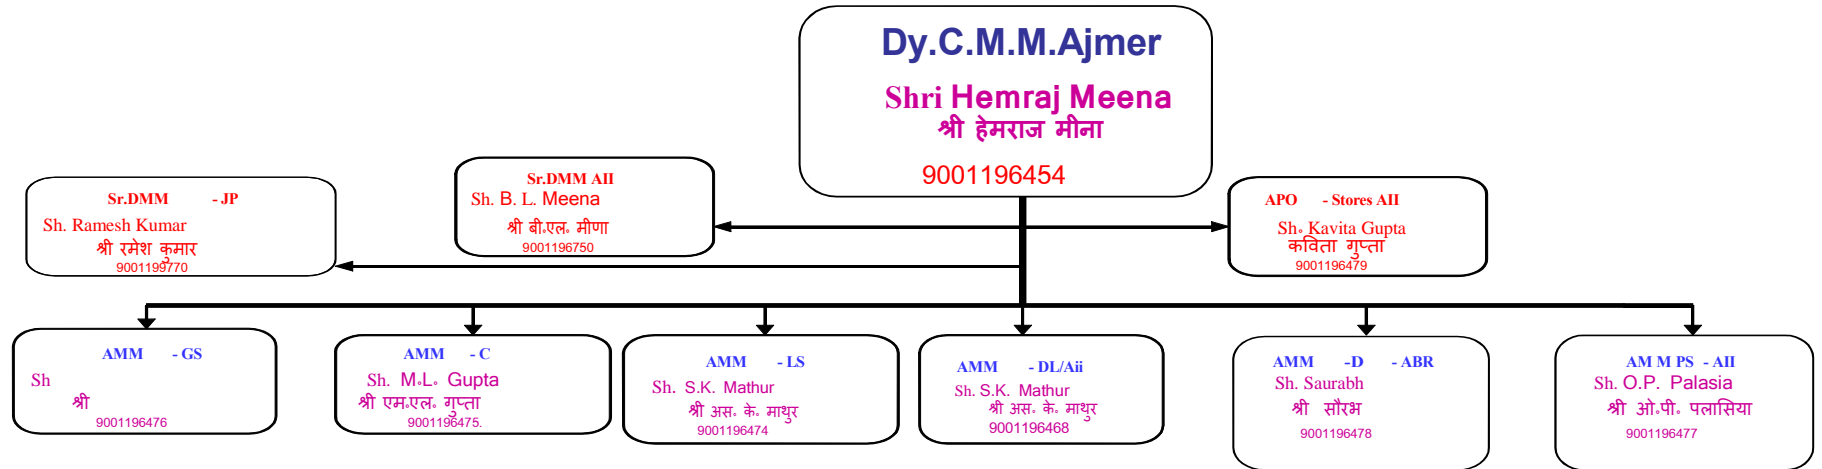 Dy.C.M.M.Ajmer
Shri Hemraj Meena
श्री हेमराज मीना
9001196454
Sr.DMM - JP
Sh. Ramesh Kumar
श्री रमेश कुमार
9001199770
Sr.DMM AII
Sh. B. L. Meena
श्री बी॰एल॰ मीणा
9001196750
APO - Stores AII
Sh॰ Kavita Gupta
कविता गुप्ता
9001196479
AMM - GS
Sh
श्री
9001196476
AMM - C
Sh. M॰L॰ Gupta
श्री एम॰एल॰ गुप्ता
9001196475.
AMM - LS
Sh. S.K. Mathur
श्री अस॰ के॰ माथुर
9001196474
AMM - DL/Aii
Sh. S.K. Mathur
श्री अस॰ के॰ माथुर
9001196468
AMM -D - ABR
Sh. Saurabh
श्री सौरभ
9001196478
AM M PS - AII
Sh. O.P. Palasia
श्री ओ॰पी॰ पलासिया
9001196477